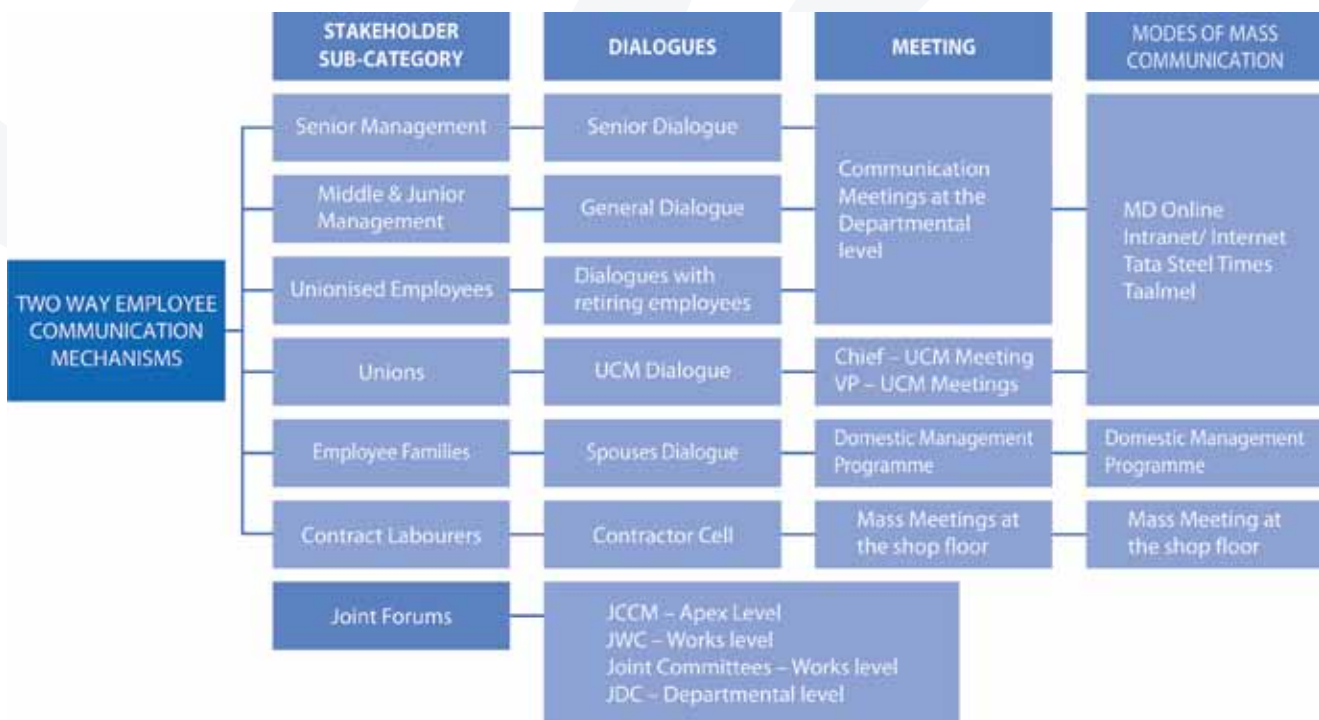 STAKEHOLDER
SUB-CATEGORY
DIALOGUES
MEETING
MODES OF MASS
COMMUNICATION
TWO WAY EMPLOYEE
COMMUNICATION
MECHANISMS
Senior Management
Senior Dialogue
Communication
Meetings at the
Departmental
level
MD Online
Intranet/ Internet
Tata Steel Times
Taalmel
Middle & Junior
Management
General Dialogue
Unionised Employees
Dialogues with
retiring employees
Unions
UCM Dialogue
Chief – UCM Meeting
VP – UCM Meetings
Employee Families
Spouses Dialogue
Domestic Management
Programme
Domestic Management
Programme
Contract Labourers
Contractor Cell
Mass Meetings at
the shop floor
Mass Meeting at
the shop floor
Joint Forums
JCCM – Apex Level
JWC – Works level
Joint Committees – Works level
JDC – Departmental level